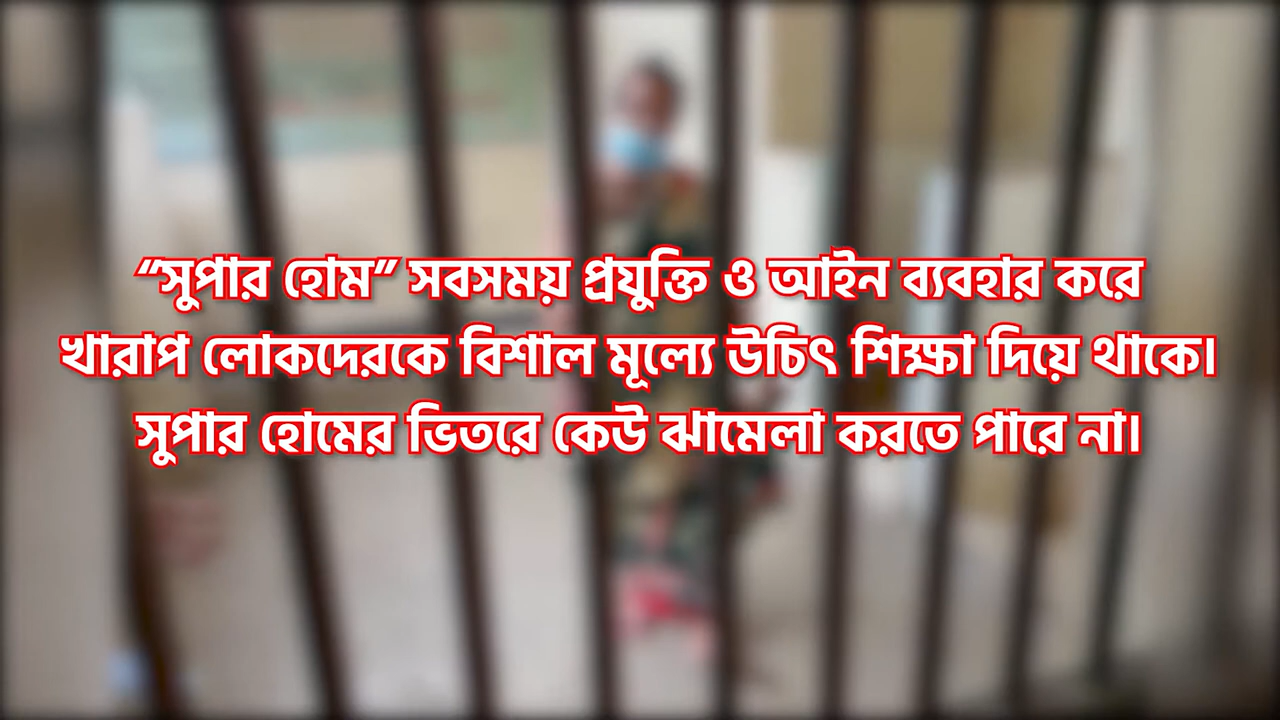 “সুপার হোম” সবসময় প্রযুক্তি ও আইন ব্যবহার করে
খারাপ লোকদেরকে বিশাল মূল্যে উচিৎ শিক্ষা দিয়ে থাকে।
সুপার হোমের ভিতরে কেউ ঝামেলা করতে পারে না।